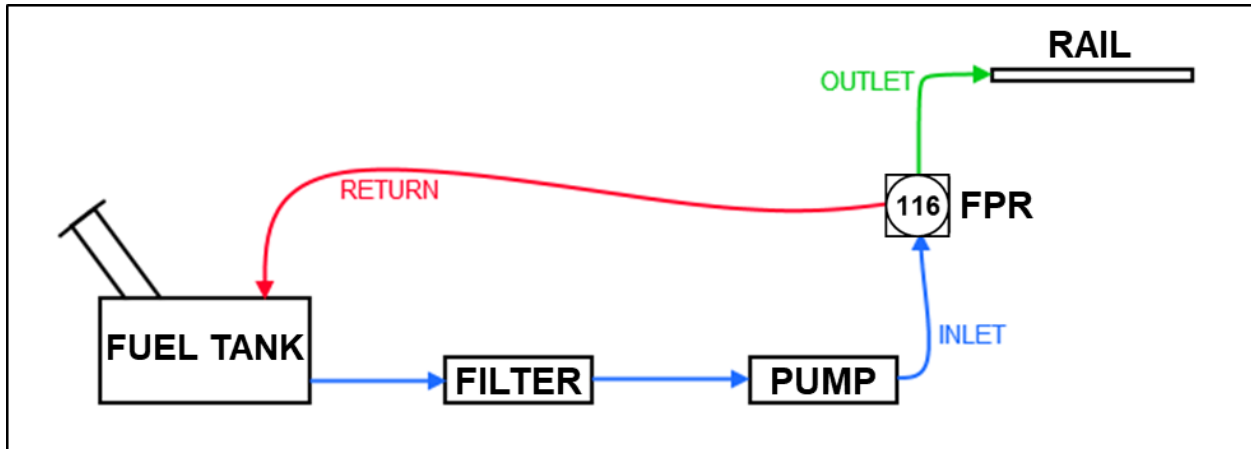 RAIL
OUTLET
RETURN
116 FPR
INLET
FUEL TANK
FILTER
PUMP